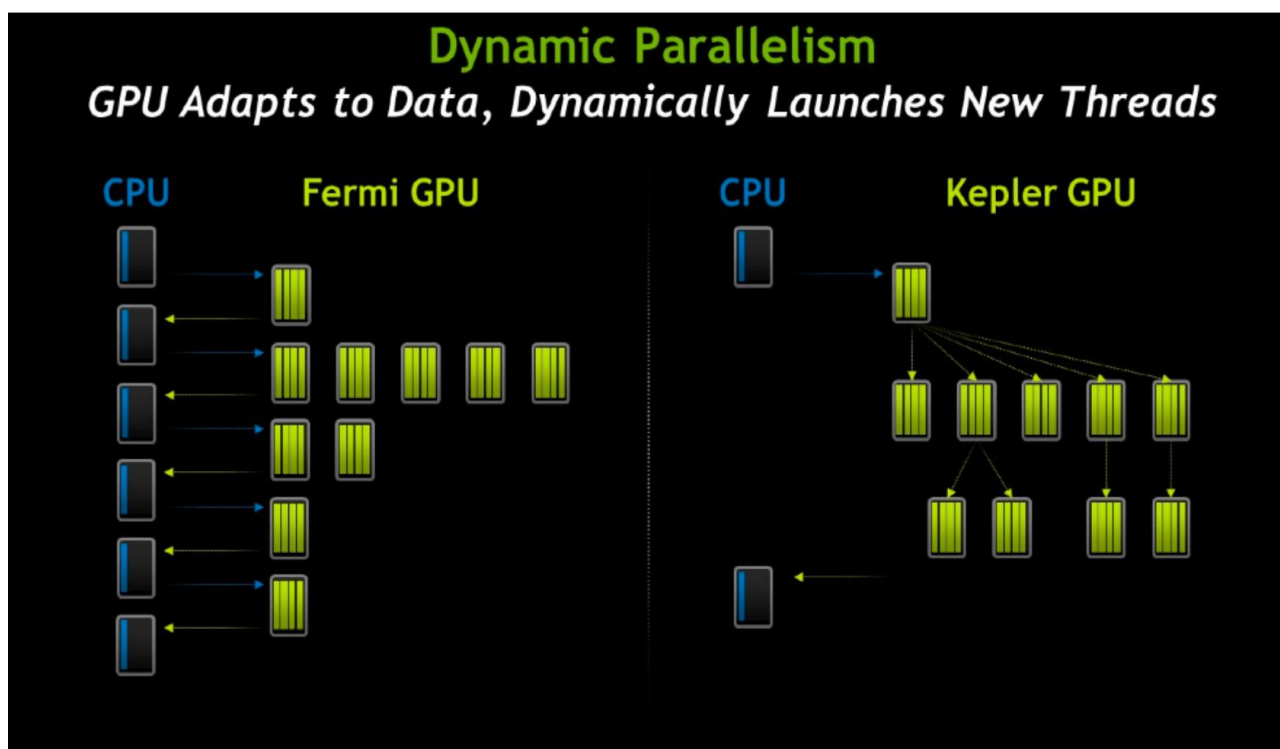 Dynamic Parallelism
GPU Adapts to Data, Dynamically Launches New Threads
CPU
Fermi GPU
CPU
Kepler GPU